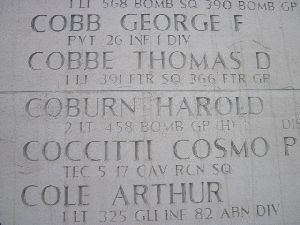 1 LT 568 BOMB SQ 390 BOMB GP
COBB GEORGE F
PVT 26 INF 1 DIV
COBBE THOMAS D
1 LT 391 FTR SQ 366 FTR GP
COBURN HAROLD
2 LT 458 BOMB GP (H)
COCCITTI COSMO P
TEC 5 17 CAV RCN SQ
COLE ARTHUR
1 LT 325 GLI INF 82 ABN DIV